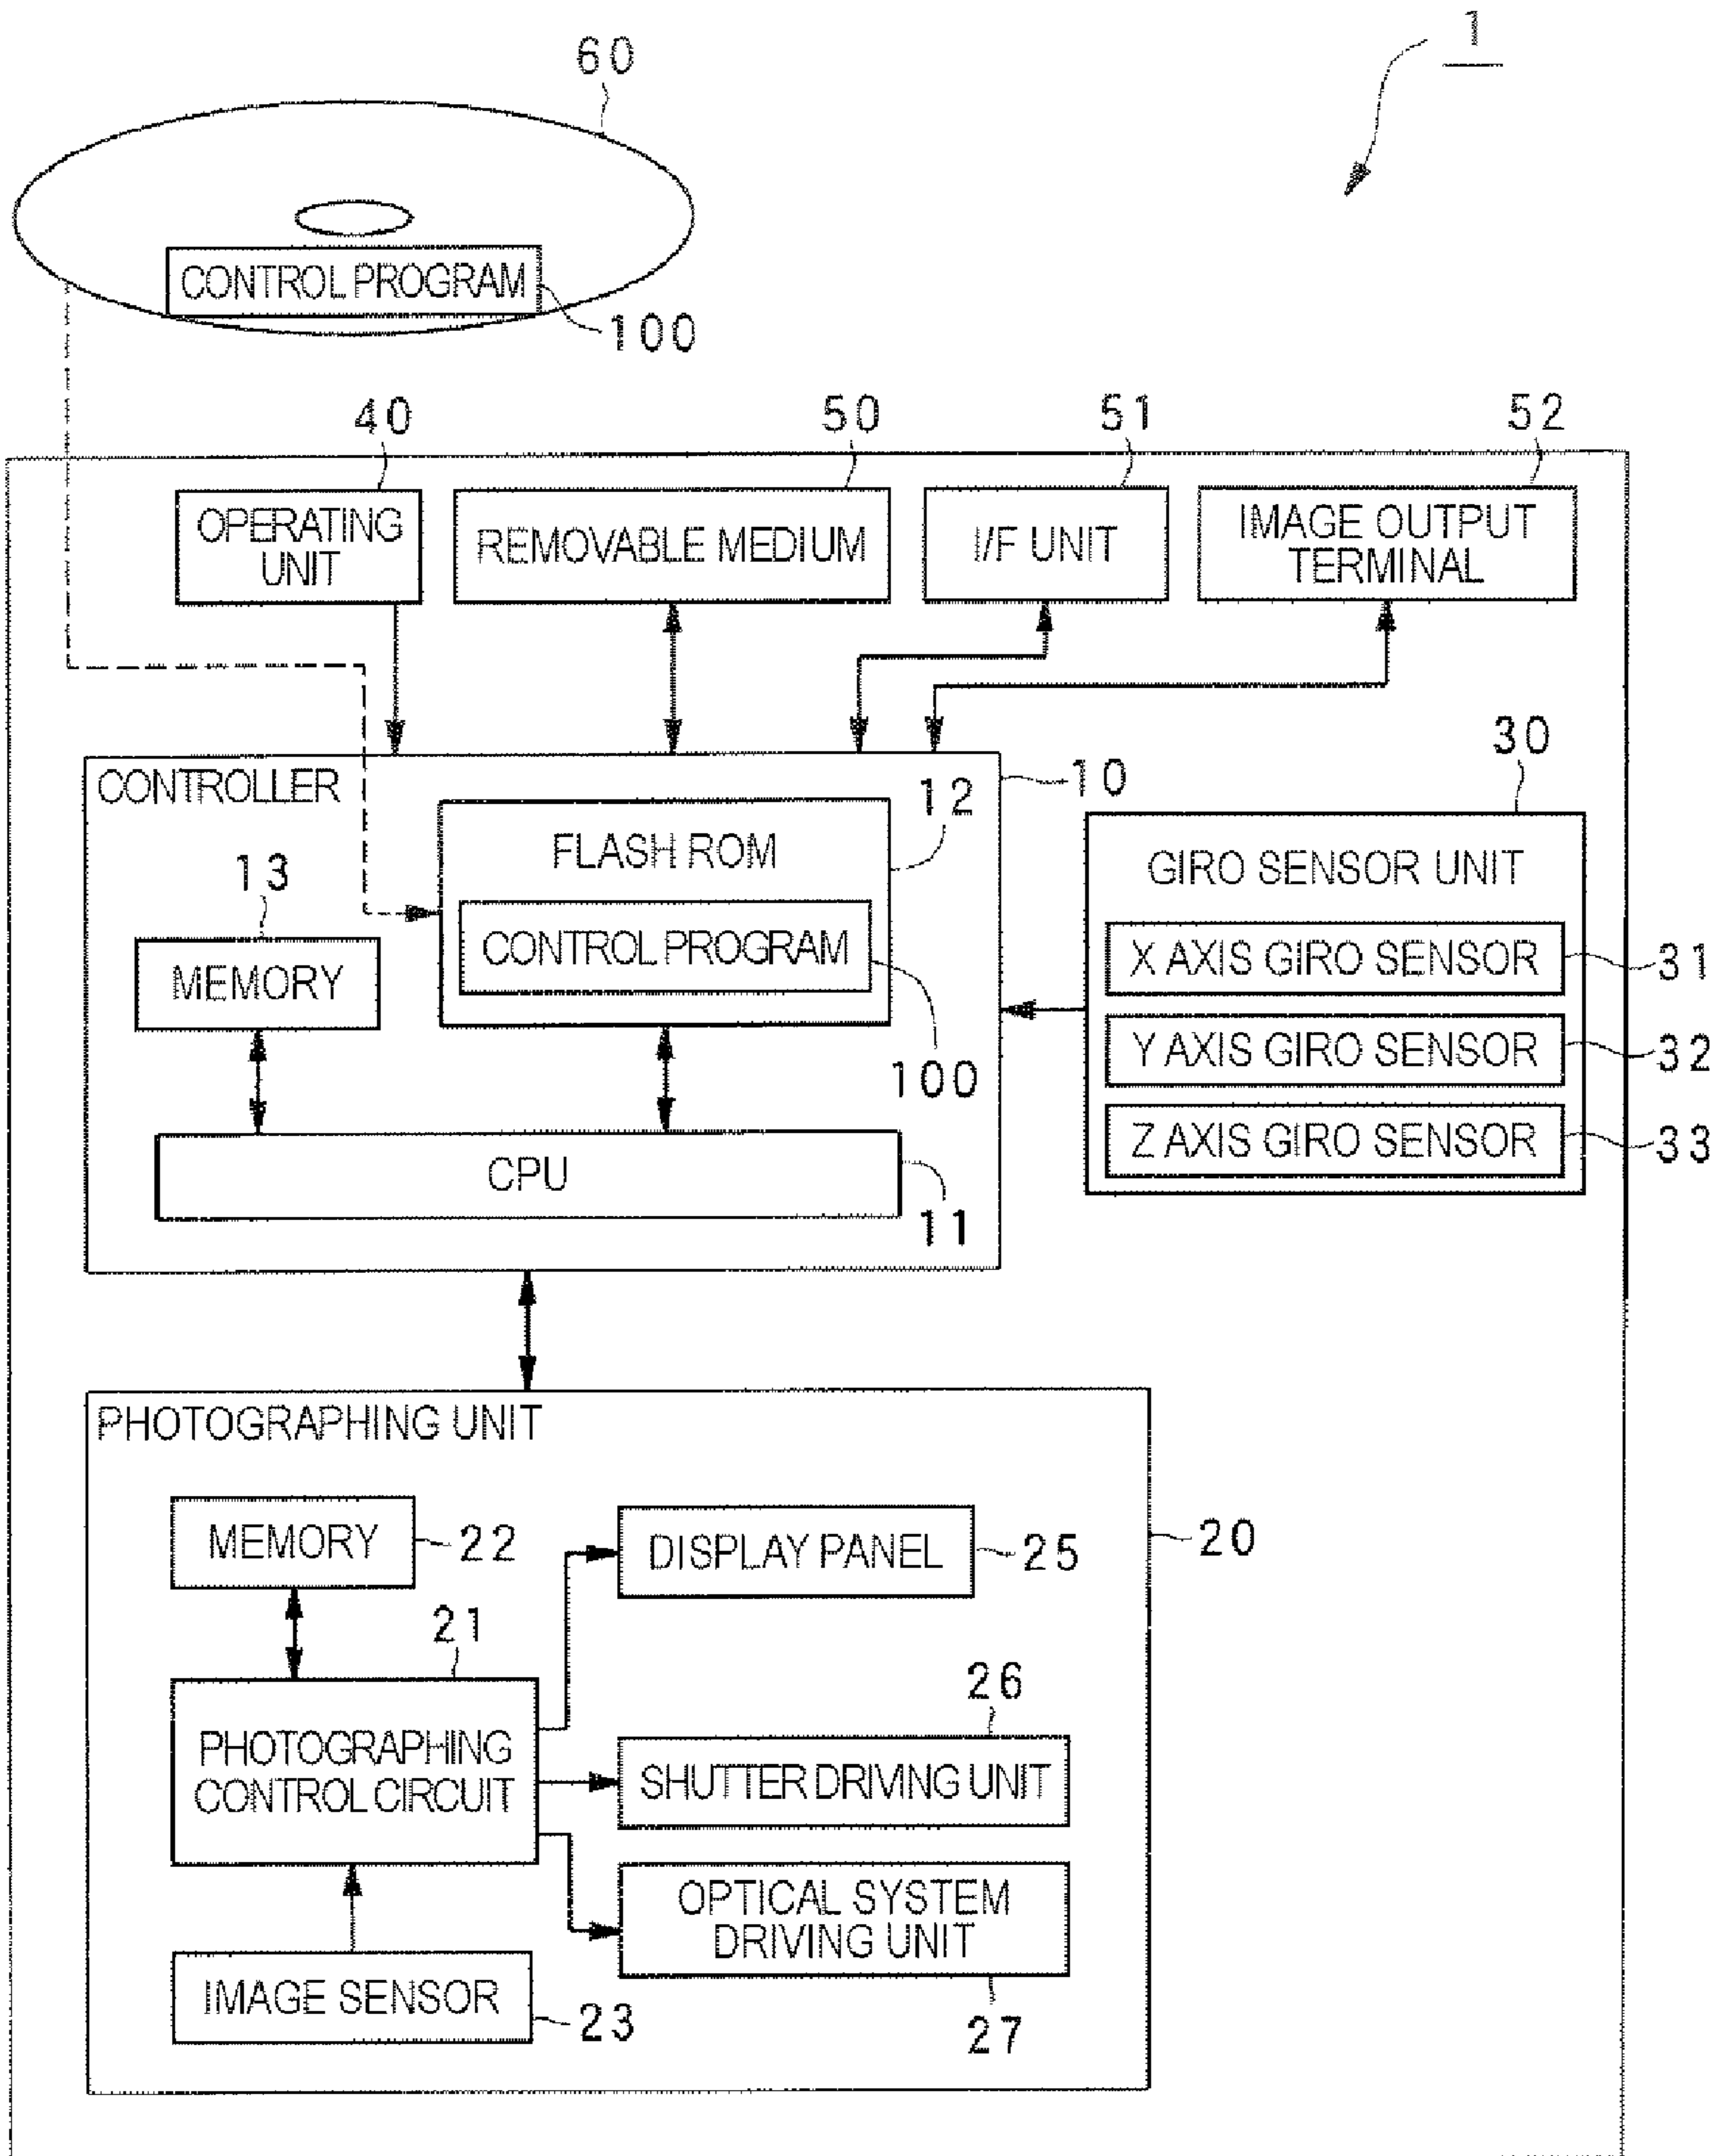 1
60
CONTROL PROGRAM
100
40
50
51
52
OPERATING
UNIT
REMOVABLE MEDIUM
I/F UNIT
IMAGE OUTPUT
TERMINAL
CONTROLLER
10
12
FLASH ROM
CONTROL PROGRAM
100
13
MEMORY
CPU
11
30
GIRO SENSOR UNIT
X AXIS GIRO SENSOR
31
Y AXIS GIRO SENSOR
32
Z AXIS GIRO SENSOR
33
PHOTOGRAPHING UNIT
20
MEMORY
22
DISPLAY PANEL
25
21
PHOTOGRAPHING
CONTROL CIRCUIT
26
SHUTTER DRIVING UNIT
OPTICAL SYSTEM
DRIVING UNIT
27
IMAGE SENSOR
23